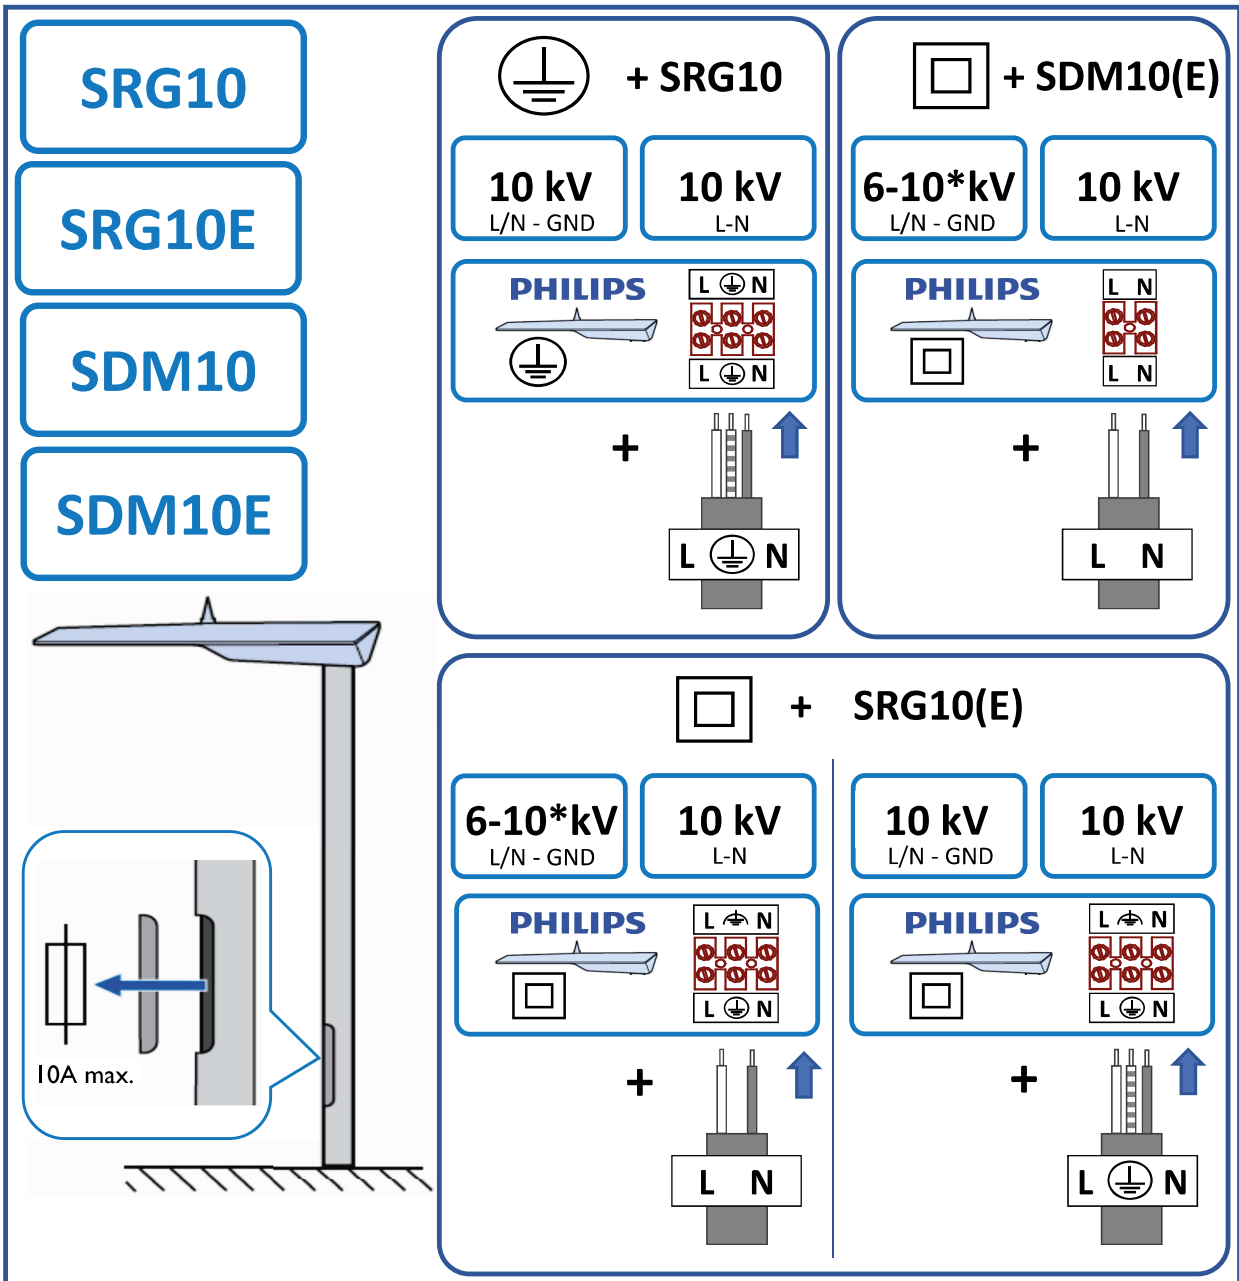 SRG10
SRG10E
SDM10
SDM10E
10A max.
+ SRG10
10 kV
L/N - GND
10 kV
L-N
PHILIPS
L N
L N
+
L N
+ SDM10(E)
6-10*kV
L/N - GND
10 kV
L-N
PHILIPS
L N
L N
+
L N
+ SRG10(E)
6-10*kV
L/N - GND
10 kV
L-N
PHILIPS
L N
L N
+
L N
10 kV
L/N - GND
10 kV
L-N
PHILIPS
L N
L N
+
L N